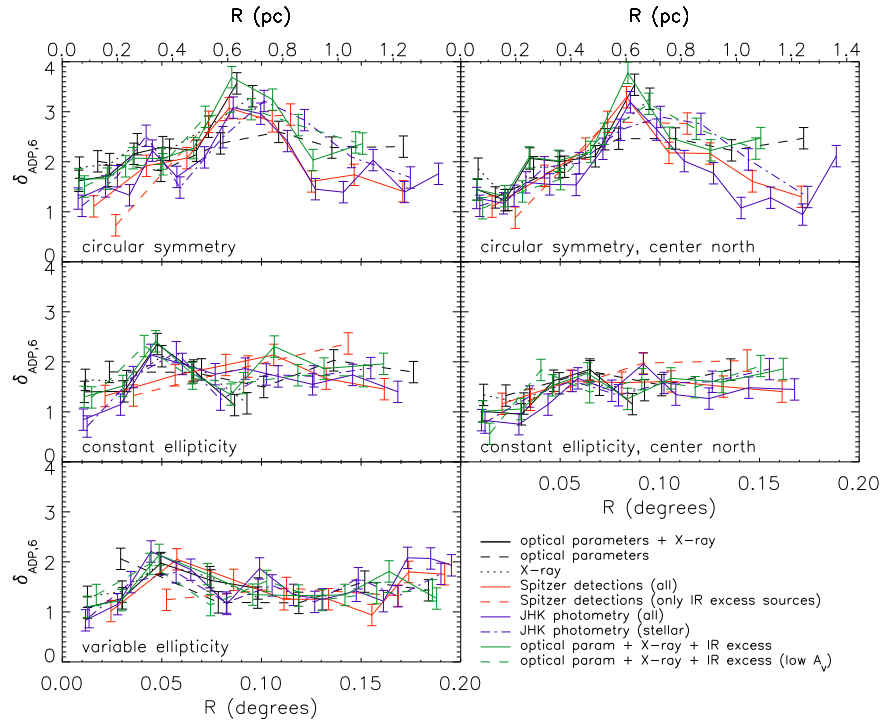 R (pc)
R (pc)
0.0 0.2 0.4 0.6 0.8 1.0 1.2
0.0 0.2 0.4 0.6 0.8 1.0 1.2 1.4
4
3
2
1
0
δADP,6
circular symmetry
circular symmetry, center north
4
3
2
1
0
δADP,6
constant ellipticity
constant ellipticity, center north
0.05 0.10 0.15 0.20
R (degrees)
4
3
2
1
0
δADP,6
variable ellipticity
0.00 0.05 0.10 0.15 0.20
R (degrees)
optical parameters + X-ray
optical parameters
X-ray
Spitzer detections (all)
Spitzer detections (only IR excess sources)
JHK photometry (all)
JHK photometry (stellar)
optical param + X-ray + IR excess
optical param + X-ray + IR excess (low Av)